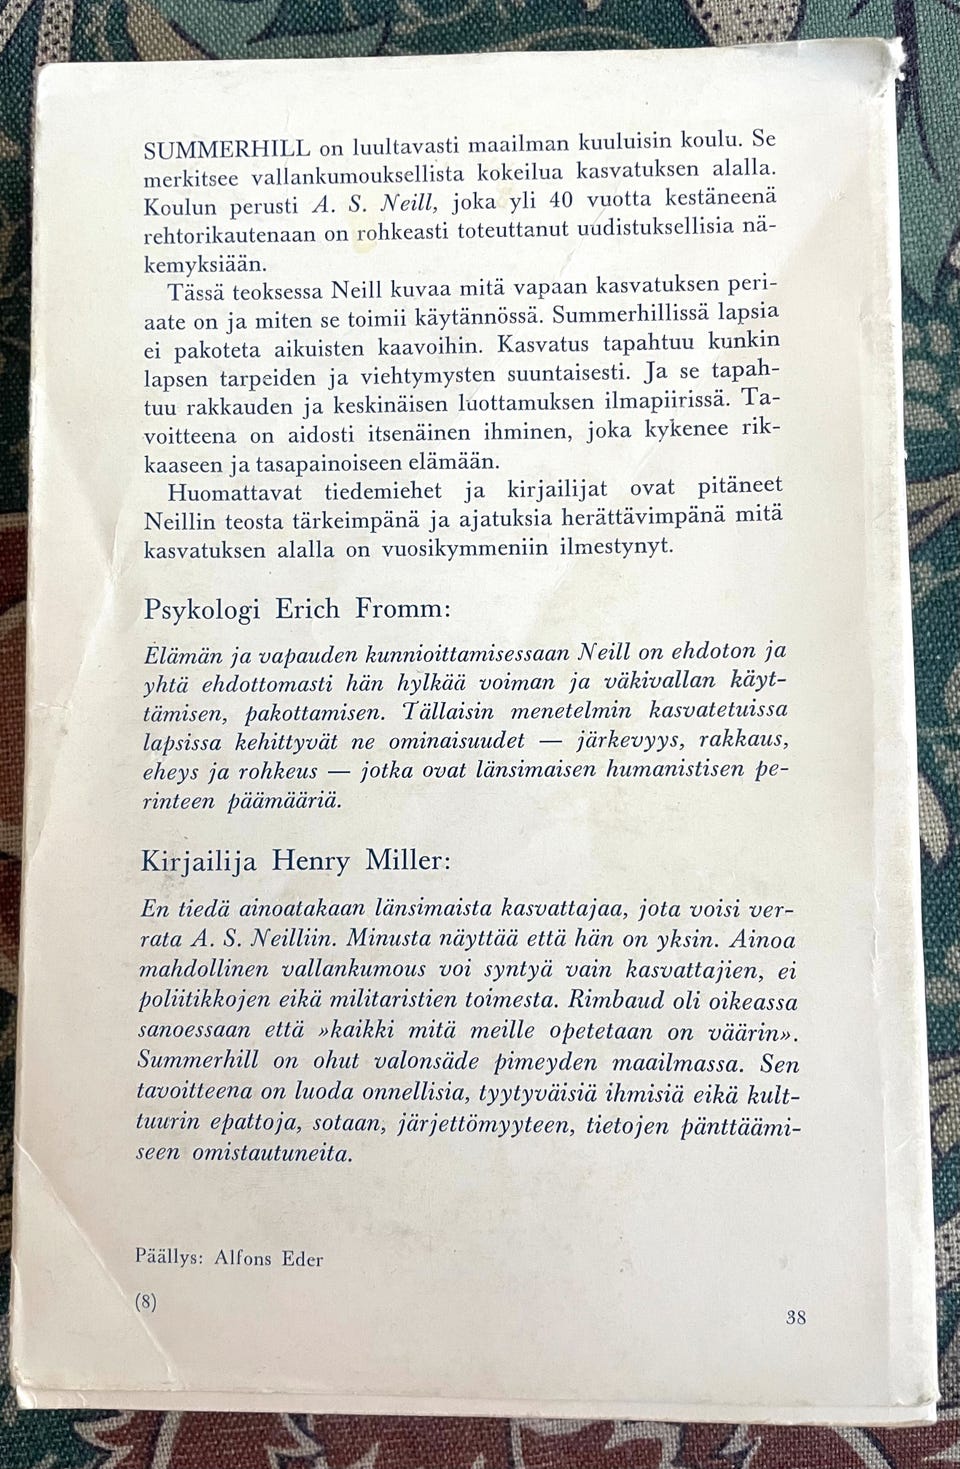 SUMMERHILL on luultavasti maailman kuuluisin koulu. Se
merkitsee vallankumouksellista kokeilua kasvatuksen alalla.
Koulun perusti A. S. Neill, joka yli 40 vuotta kestäneenä
rehtorikautenaan on rohkeasti toteuttanut uudistuksellisia nä-
kemyksiään.
Tässä teoksessa Neill kuvaa mitä vapaan kasvatuksen peri-
aate on ja miten se toimii käytännössä. Summerhillissä lapsia
ei pakoteta aikuisten kaavoihin. Kasvatus tapahtuu kunkin
lapsen tarpeiden ja viehtymysten suuntaisesti. Ja se tapah-
tuu rakkauden ja keskinäisen luottamuksen ilmapiirissä. Ta-
voitteena on aidosti itsenäinen ihminen, joka kykenee rik-
kaaseen ja tasapainoiseen elämään.
Huomattavat tiedemiehet ja kirjailijat ovat pitäneet
Neillin teosta tärkeimpänä ja ajatuksia herättävimpänä mitä
kasvatuksen alalla on vuosikymmeniin ilmestynyt.
Psykologi Erich Fromm:
Elämän ja vapauden kunnioittamisessaan Neill on ehdoton ja
yhtä ehdottomasti hän hylkää voiman ja väkivallan käyt-
tämisen, pakottamisen. Tällaisin menetelmin kasvatetuissa
lapsissa kehittyvät ne ominaisuudet — järkevyys, rakkaus,
eheys ja rohkeus — jotka ovat länsimaisen humanistisen pe-
rinteen päämääriä.
Kirjailija Henry Miller:
En tiedä ainoatakaan länsimaista kasvattajaa, jota voisi ver-
rata A. S. Neilliin. Minusta näyttää että hän on yksin. Ainoa
mahdollinen vallankumous voi syntyä vain kasvattajien, ei
poliitikkojen eikä militaristien toimesta. Rimbaud oli oikeassa
sanoessaan että »kaikki mitä meille opetetaan on väärin».
Summerhill on ohut valonsäde pimeyden maailmassa. Sen
tavoitteena on luoda onnellisia, tyytyväisiä ihmisiä eikä kult-
tuurin epattoja, sotaan, järjettömyyteen, tietojen pänttäämi-
seen omistautuneita.
Päällys: Alfons Eder
(8)
38